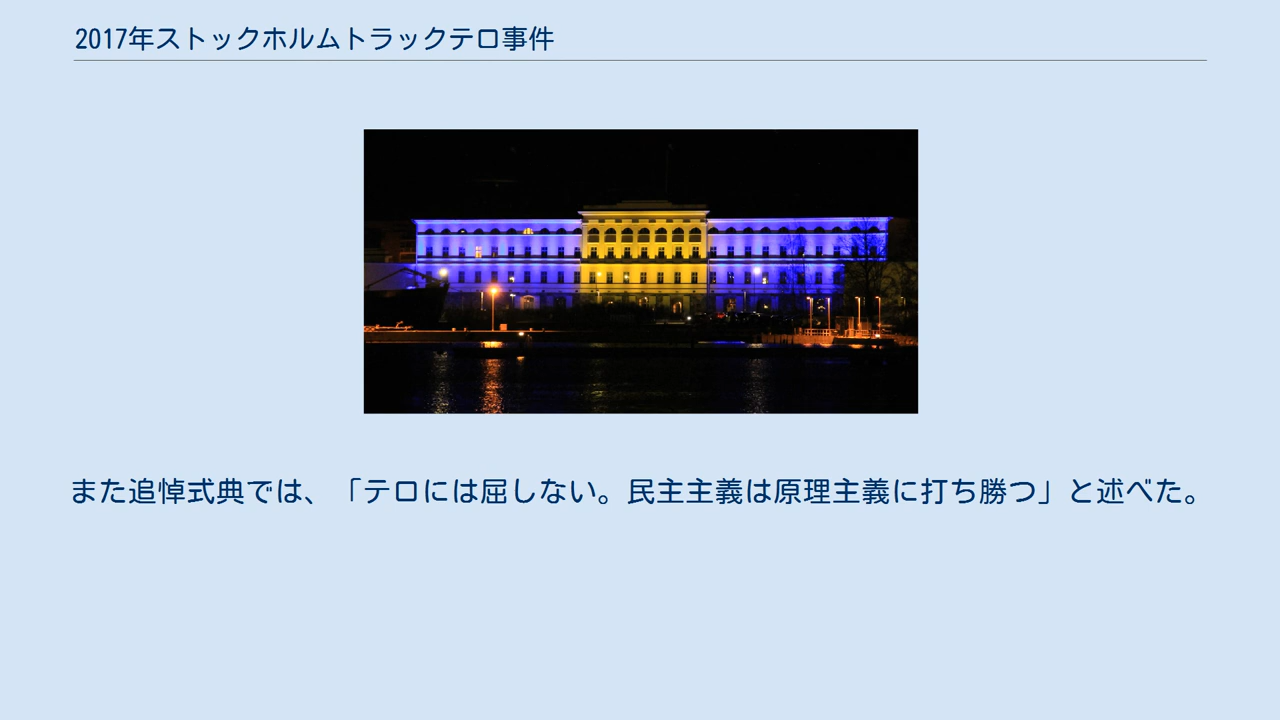 2017年ストックホルムトラックテロ事件
また追悼式典では、「テロには屈しない。民主主義は原理主義に打ち勝つ」と述べた。